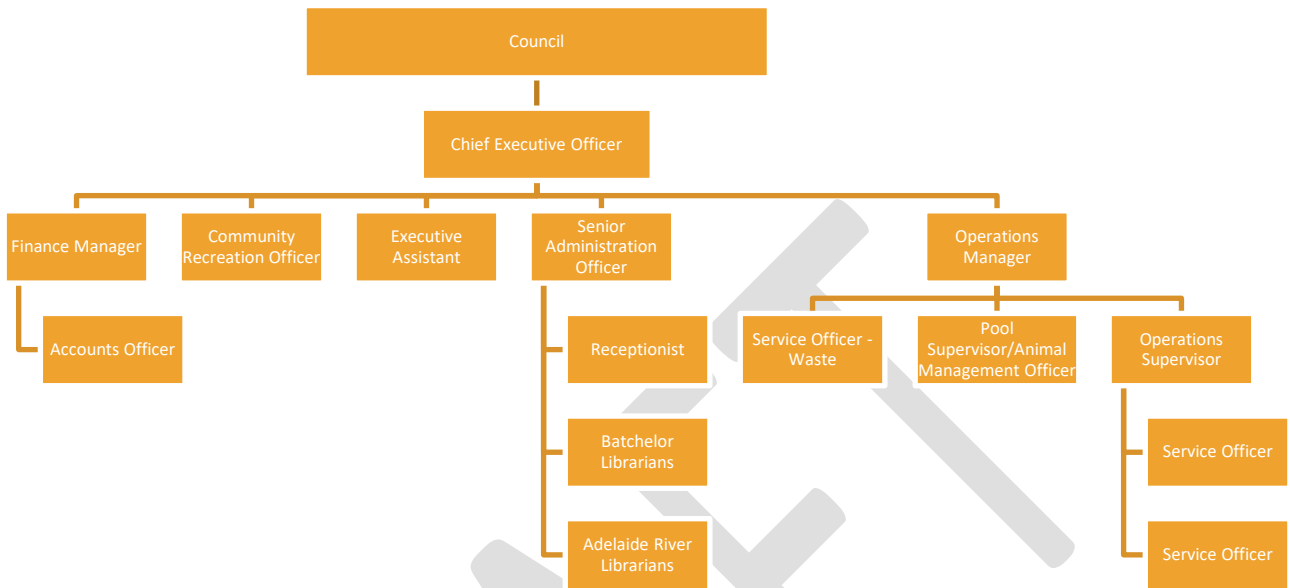 Council
Chief Executive Officer
Finance Manager
Community
Recreation Officer
Executive
Assistant
Senior
Administration
Officer
Operations
Manager
Accounts Officer
Receptionist
Service Officer -
Waste
Pool
Supervisor/Animal
Management Officer
Operations
Supervisor
Batchelor
Librarians
Service Officer
Adelaide River
Librarians
Service Officer